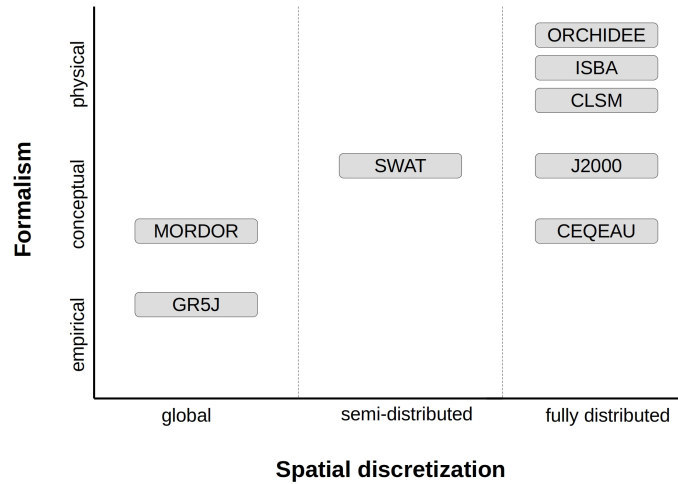 ORCHIDEE
ISBA
CLSM
SWAT
J2000
MORDOR
CEQEAU
GR5J
physical
conceptual
empirical
Formalism
global
semi-distributed
fully distributed
Spatial discretization